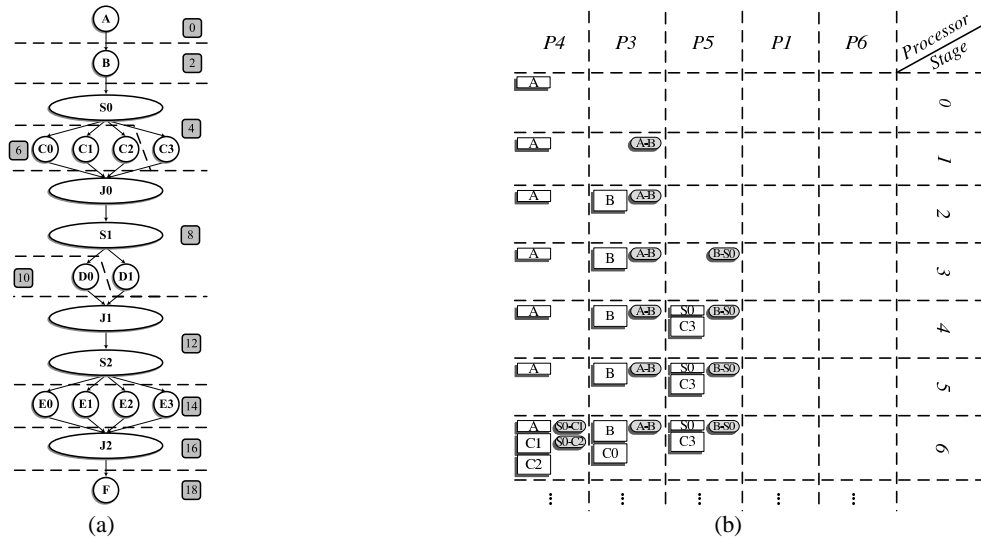 A
0
B
2
S0
4
6
C0 C1 C2 C3
J0
S1
8
10
D0 D1
J1
12
S2
E0 E1 E2 E3
14
J2
16
F
18
(a)
P4 P3 P5 P1 P6 Processor
Stage
A 0
A A-B 1
A B A-B 2
A B A-B B-S0 3
A B A-B S0 B-S0 4
C3
A B A-B S0 B-S0 5
C3
A S0-C1 B A-B S0 B-S0 6
C1 S0-C2 C0 C3
C2
(b)